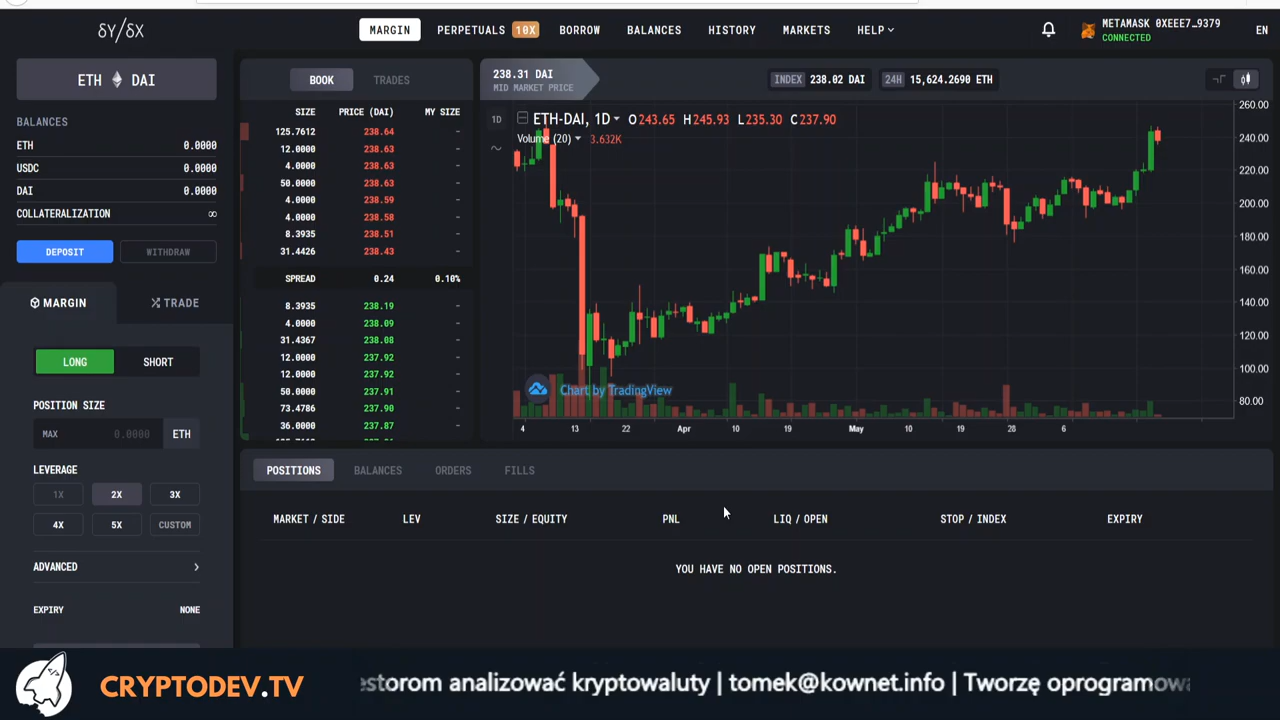 δY/δX
MARGIN
PERPETUALS 10X
BORROW
BALANCES
HISTORY
MARKETS
HELP
METAMASK 0XEEE7_9379
CONNECTED
EN
ETH DAI
BALANCES
ETH 0.0000
USDC 0.0000
DAI 0.0000
COLLATERALIZATION ∞
DEPOSIT WITHDRAW
MARGIN TRADE
LONG SHORT
POSITION SIZE
MAX 0.0000 ETH
LEVERAGE
1X 2X 3X
4X 5X CUSTOM
ADVANCED
EXPIRY NONE
BOOK TRADES
SIZE PRICE (DAI) MY SIZE
125.7612 238.64 -
12.0000 238.63 -
4.0000 238.63 -
50.0000 238.63 -
4.0000 238.59 -
4.0000 238.58 -
8.3935 238.51 -
31.4426 238.43 -
SPREAD 0.24 0.10%
8.3935 238.19 -
4.0000 238.09 -
31.4367 238.08 -
12.0000 237.92 -
12.0000 237.92 -
50.0000 237.91 -
73.4786 237.90 -
36.0000 237.87 -
238.31 DAI
MID MARKET PRICE
INDEX 238.02 DAI
24H 15,624.2690 ETH
1D
ETH-DAI, 1D O243.65 H245.93 L235.30 C237.90
Volume (20) 3.632K
260.00
240.00
220.00
200.00
180.00
160.00
140.00
120.00
100.00
80.00
Chart by TradingView
4 13 22 Apr 10 19 May 10 19 28 6
POSITIONS BALANCES ORDERS FILLS
MARKET / SIDE LEV SIZE / EQUITY PNL LIQ / OPEN STOP / INDEX EXPIRY
YOU HAVE NO OPEN POSITIONS.
CRYPTODEV.TV
estorom analizować kryptowaluty | tomek@kownet.info | Tworzę oprogramowa